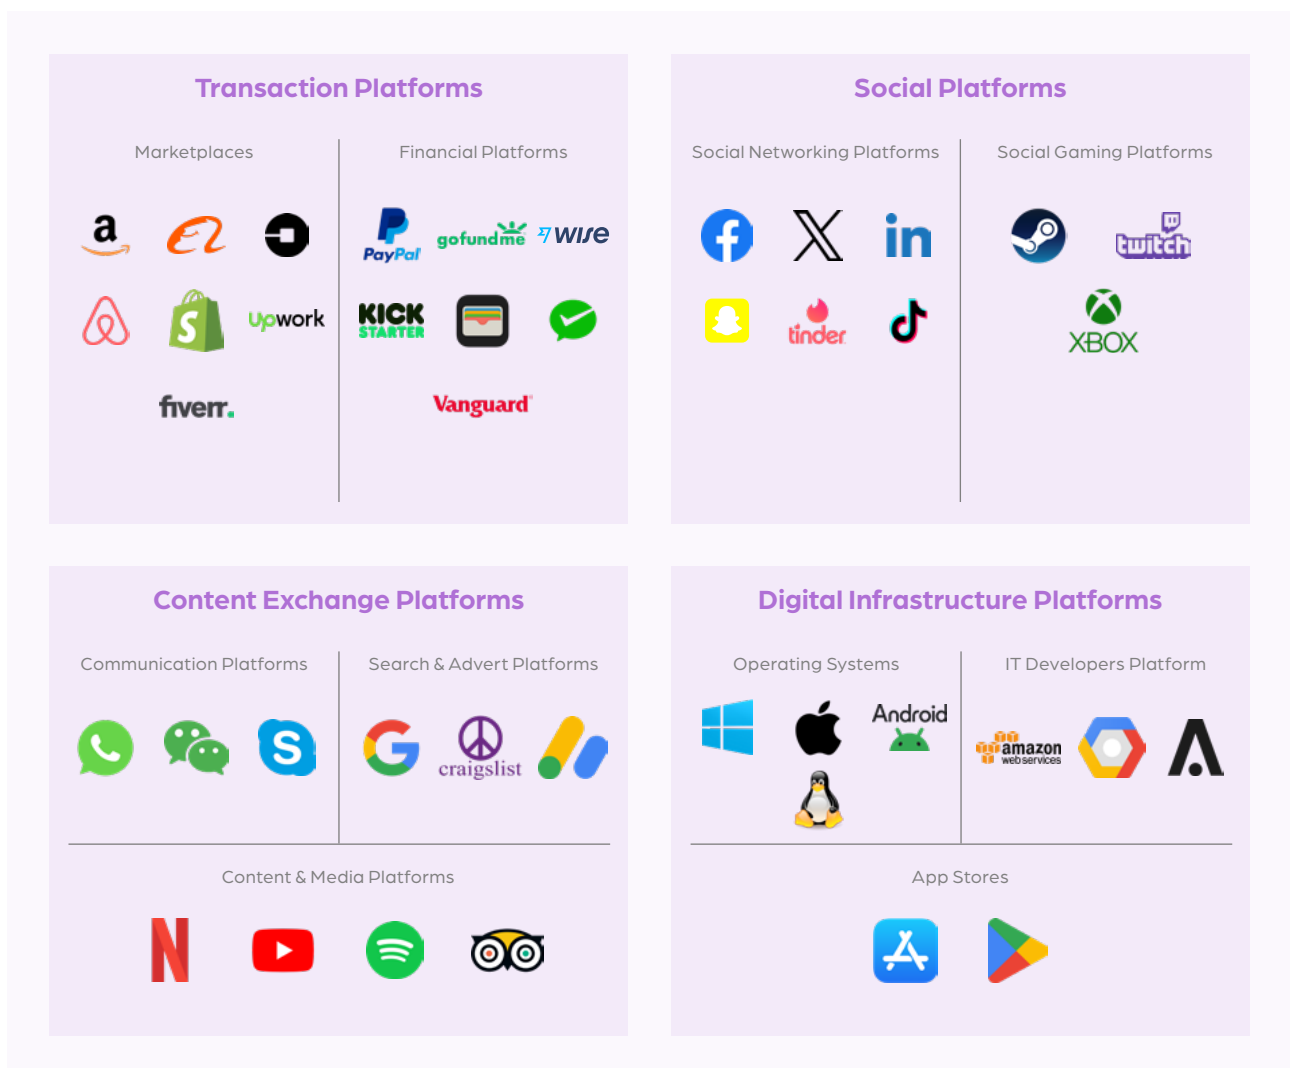 Transaction Platforms
Marketplaces
Financial Platforms
a
PayPal
gofundme
WISE
S
Upwork
KICK
STARTER
fiverr.
Vanguard
Social Platforms
Social Networking Platforms
Social Gaming Platforms
f
X
in
twitch
tinder
XBOX
Content Exchange Platforms
Communication Platforms
Search & Advert Platforms
S
G
craigslist
Content & Media Platforms
N
Digital Infrastructure Platforms
Operating Systems
IT Developers Platform
Android
amazon
web services
App Stores